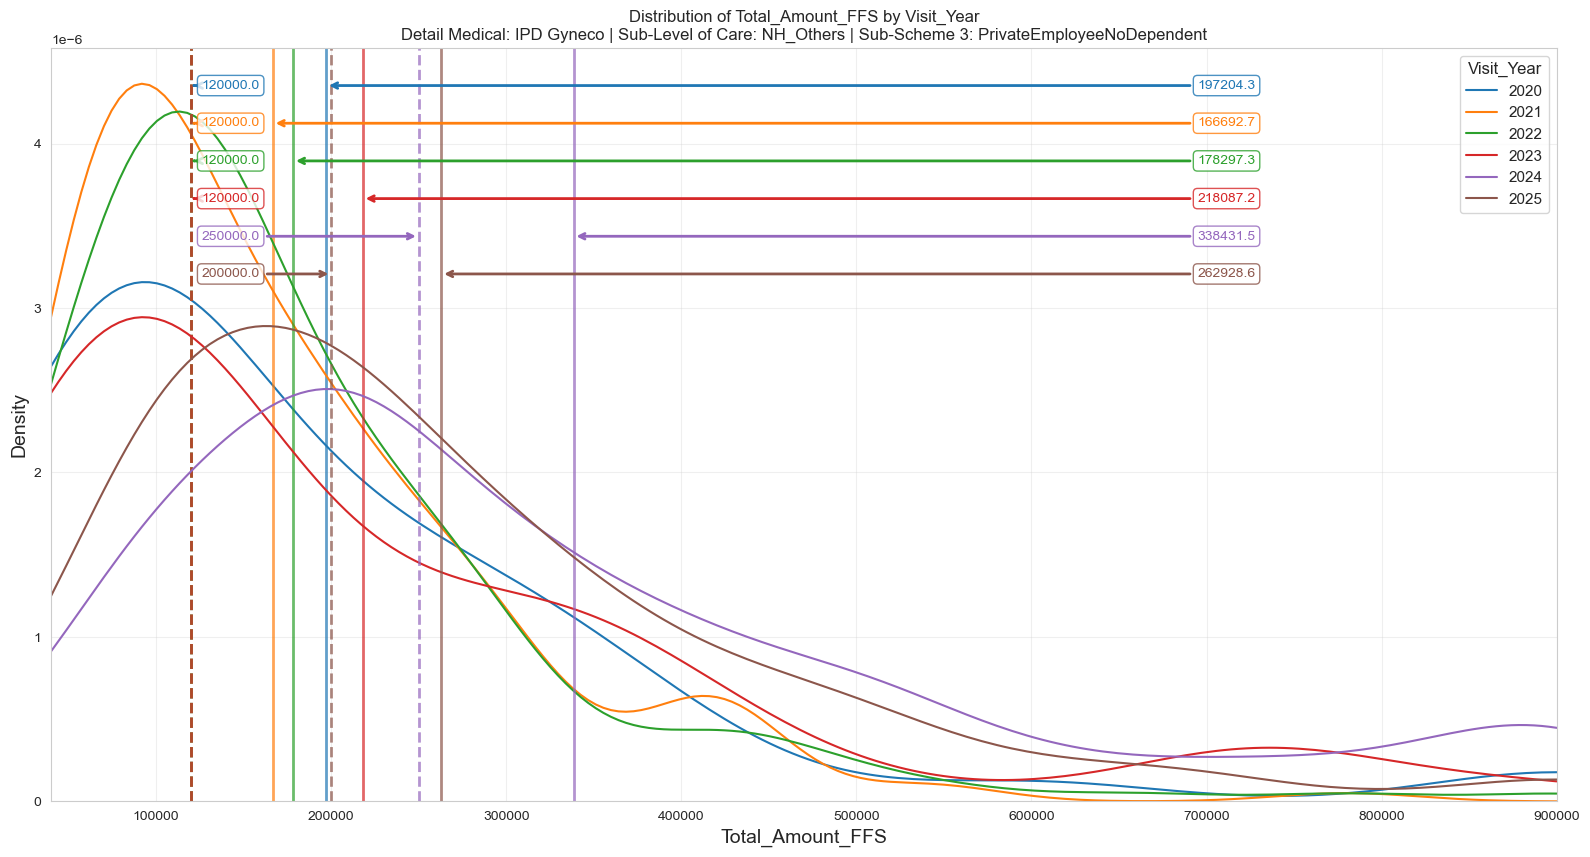 Distribution of Total_Amount_FFS by Visit_Year
Detail Medical: IPD Gyneco | Sub-Level of Care: NH_Others | Sub-Scheme 3: PrivateEmployeeNoDependent
1e−6
Visit_Year
2020
2021
2022
2023
2024
2025
120000.0 197204.3
120000.0 166692.7
120000.0 178297.3
120000.0 218087.2
250000.0 338431.5
200000.0 262928.6
4
3
2
1
0
Density
100000 200000 300000 400000 500000 600000 700000 800000 900000
Total_Amount_FFS